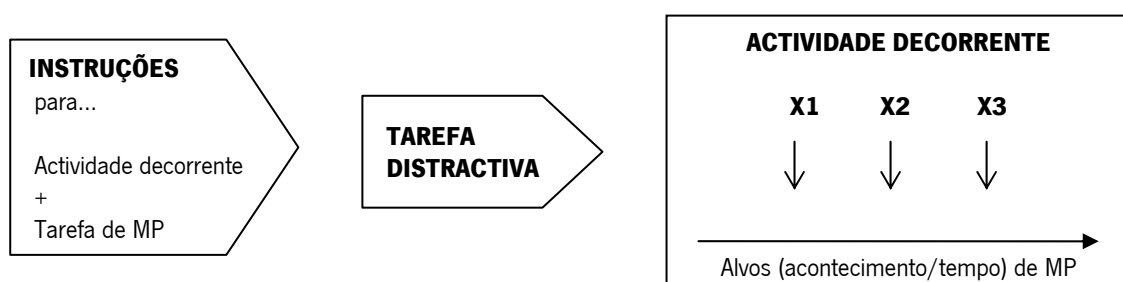 INSTRUÇÕES
para...
Actividade decorrente
+
Tarefa de MP
TAREFA
DISTRACTIVA
ACTIVIDADE DECORRENTE
X1 X2 X3
Alvos (acontecimento/tempo) de MP